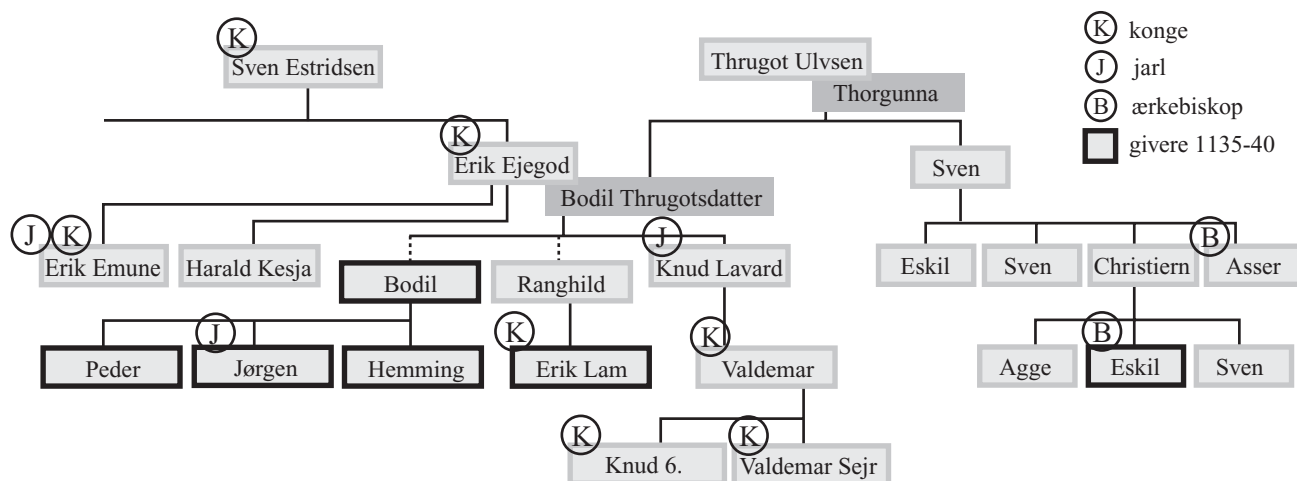 K
Sven Estridsen
Thrugot Ulvsen
Thorgunna
K konge
J jarl
B ærkebiskop
givere 1135-40
K
Erik Ejegod
Bodil Thrugotsdatter
Sven
J K
Erik Emune
Harald Kesja
Bodil
Ranghild
J
Knud Lavard
Eskil
Sven
Christiern
B
Asser
Peder
J
Jørgen
Hemming
K
Erik Lam
K
Valdemar
Agge
B
Eskil
Sven
K
Knud 6.
K
Valdemar Sejr